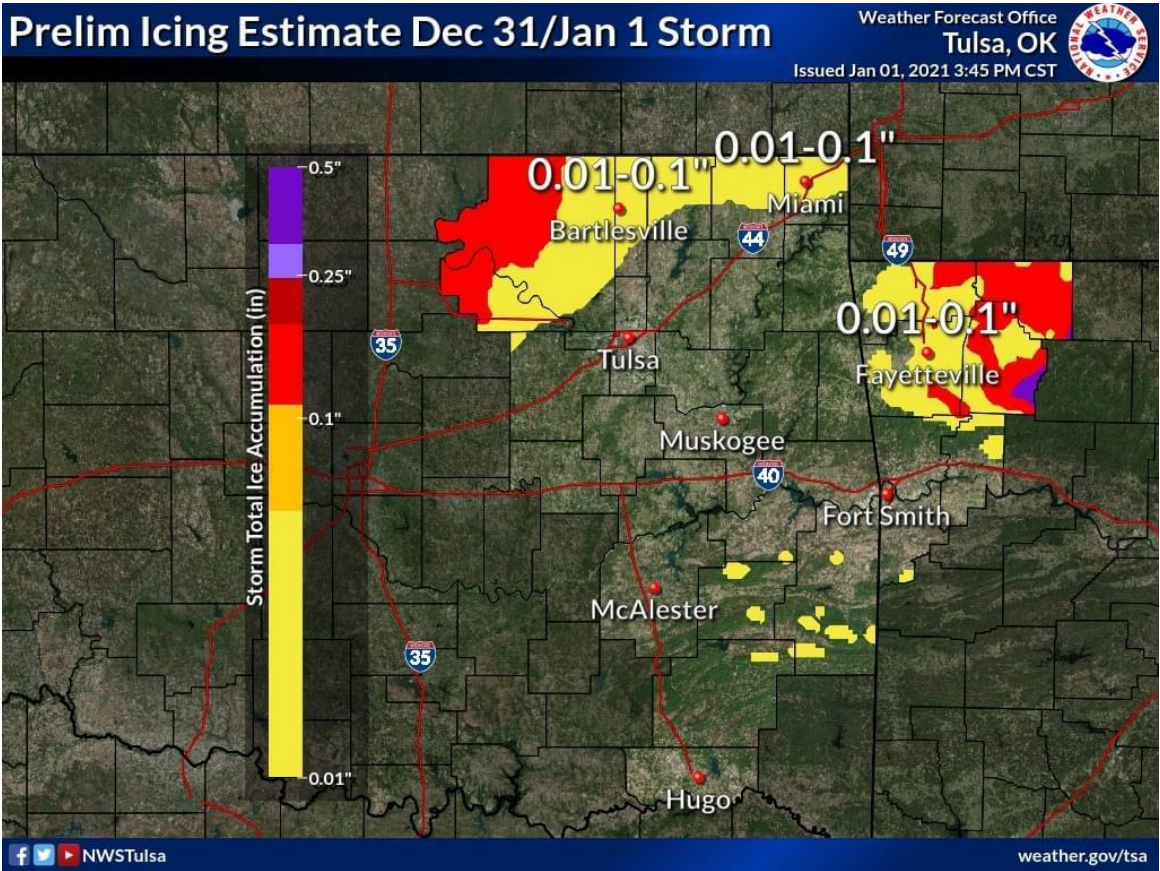 Prelim Icing Estimate Dec 31/Jan 1 Storm
Weather Forecast Office
Tulsa, OK
Issued Jan 01, 2021 3:45 PM CST
NATIONAL WEATHER SERVICE
0.01-0.1"
0.01-0.1"
Miami
Bartlesville
44
49
0.5"
0.25"
0.1"
0.01"
Storm Total Ice Accumulation (in)
0.01-0.1"
Fayetteville
35
Tulsa
Muskogee
40
Fort Smith
McAlester
35
Hugo
NWSTulsa
weather.gov/tsa